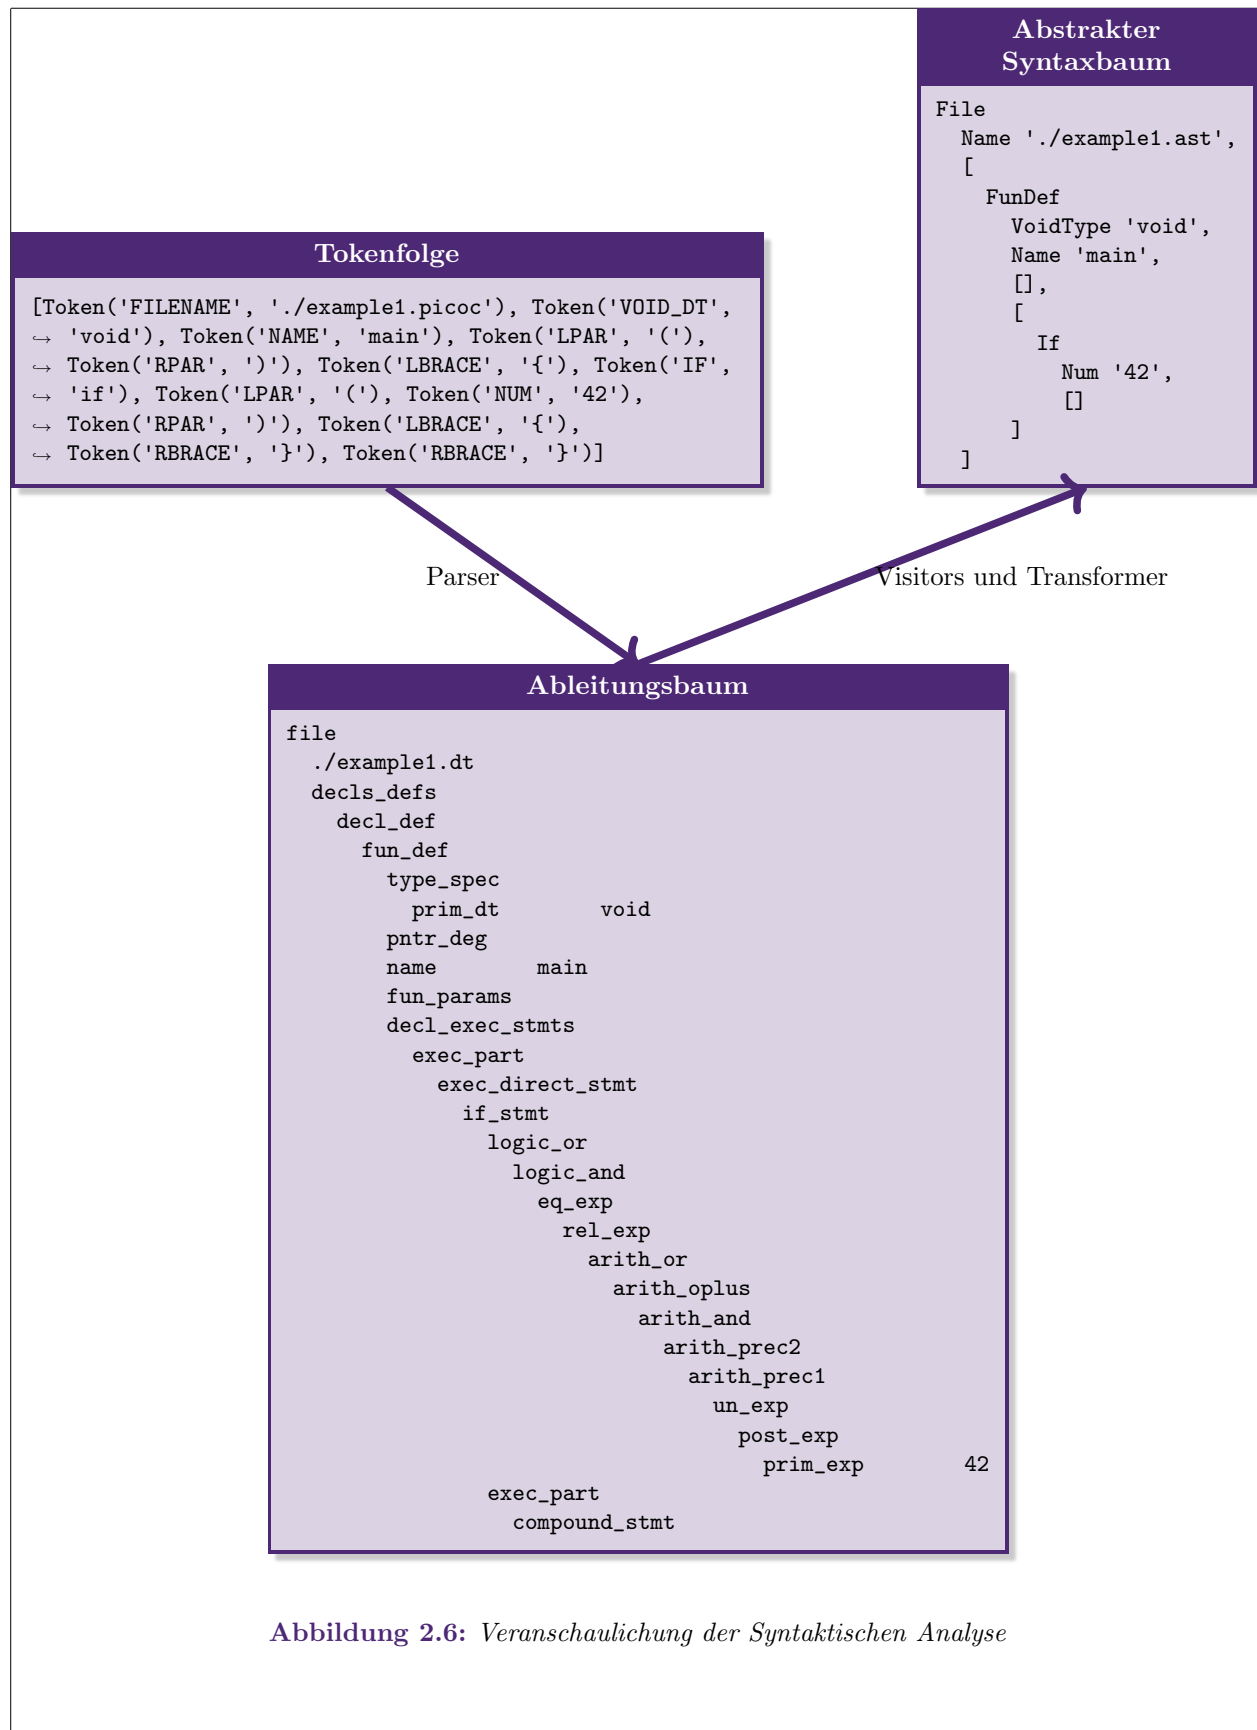 Abstrakter
Syntaxbaum
File
  Name './example1.ast',
  [
    FunDef
      VoidType 'void',
      Name 'main',
      [],
      [
        If
          Num '42',
          []
      ]
  ]
Tokenfolge
[Token('FILENAME', './example1.picoc'), Token('VOID_DT',
↪ 'void'), Token('NAME', 'main'), Token('LPAR', '('),
↪ Token('RPAR', ')'), Token('LBRACE', '{'), Token('IF',
↪ 'if'), Token('LPAR', '('), Token('NUM', '42'),
↪ Token('RPAR', ')'), Token('LBRACE', '{'),
↪ Token('RBRACE', '}'), Token('RBRACE', '}')]
Parser
Visitors und Transformer
Ableitungsbaum
file
  ./example1.dt
  decls_defs
    decl_def
      fun_def
        type_spec
          prim_dt        void
        pntr_deg
        name        main
        fun_params
        decl_exec_stmts
          exec_part
            exec_direct_stmt
              if_stmt
                logic_or
                  logic_and
                    eq_exp
                      rel_exp
                        arith_or
                          arith_oplus
                            arith_and
                              arith_prec2
                                arith_prec1
                                  un_exp
                                    post_exp
                                      prim_exp        42
                exec_part
                  compound_stmt
Abbildung 2.6: Veranschaulichung der Syntaktischen Analyse